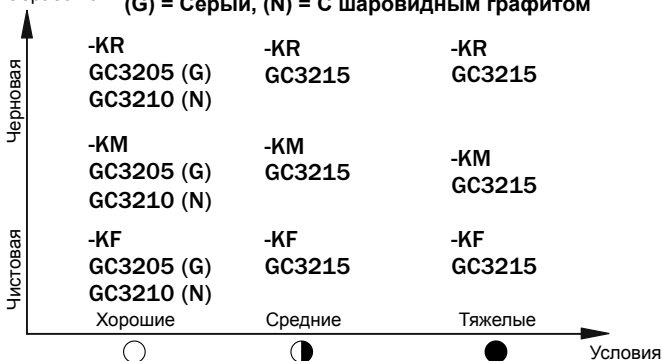 (G) = Серый, (N) = С шаровидным графитом
Черновая
-KR
GC3205 (G)
GC3210 (N)
-KR
GC3215
-KR
GC3215
-KM
GC3205 (G)
GC3210 (N)
-KM
GC3215
-KM
GC3215
Чистовая
-KF
GC3205 (G)
GC3210 (N)
-KF
GC3215
-KF
GC3215
Хорошие
Средние
Тяжелые
Условия